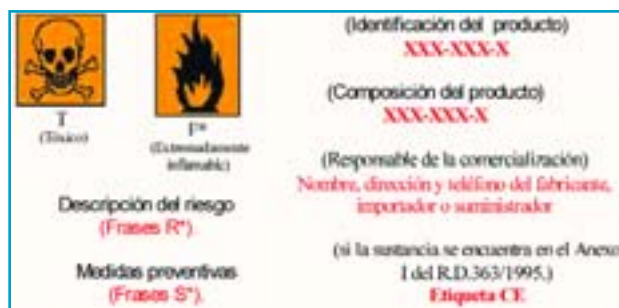 T
(Tóxico)
F+
(Extremadamente
inflamable)
Descripción del riesgo
(Frases R*).
Medidas preventivas
(Frases S*).
(Identificación del producto)
XXX-XXX-X
(Composición del producto)
XXX-XXX-X
(Responsable de la comercialización)
Nombre, dirección y teléfono del fabricante,
importador o suministrador
(si la sustancia se encuentra en el Anexo
I del R.D.363/1995.)
Etiqueta CE